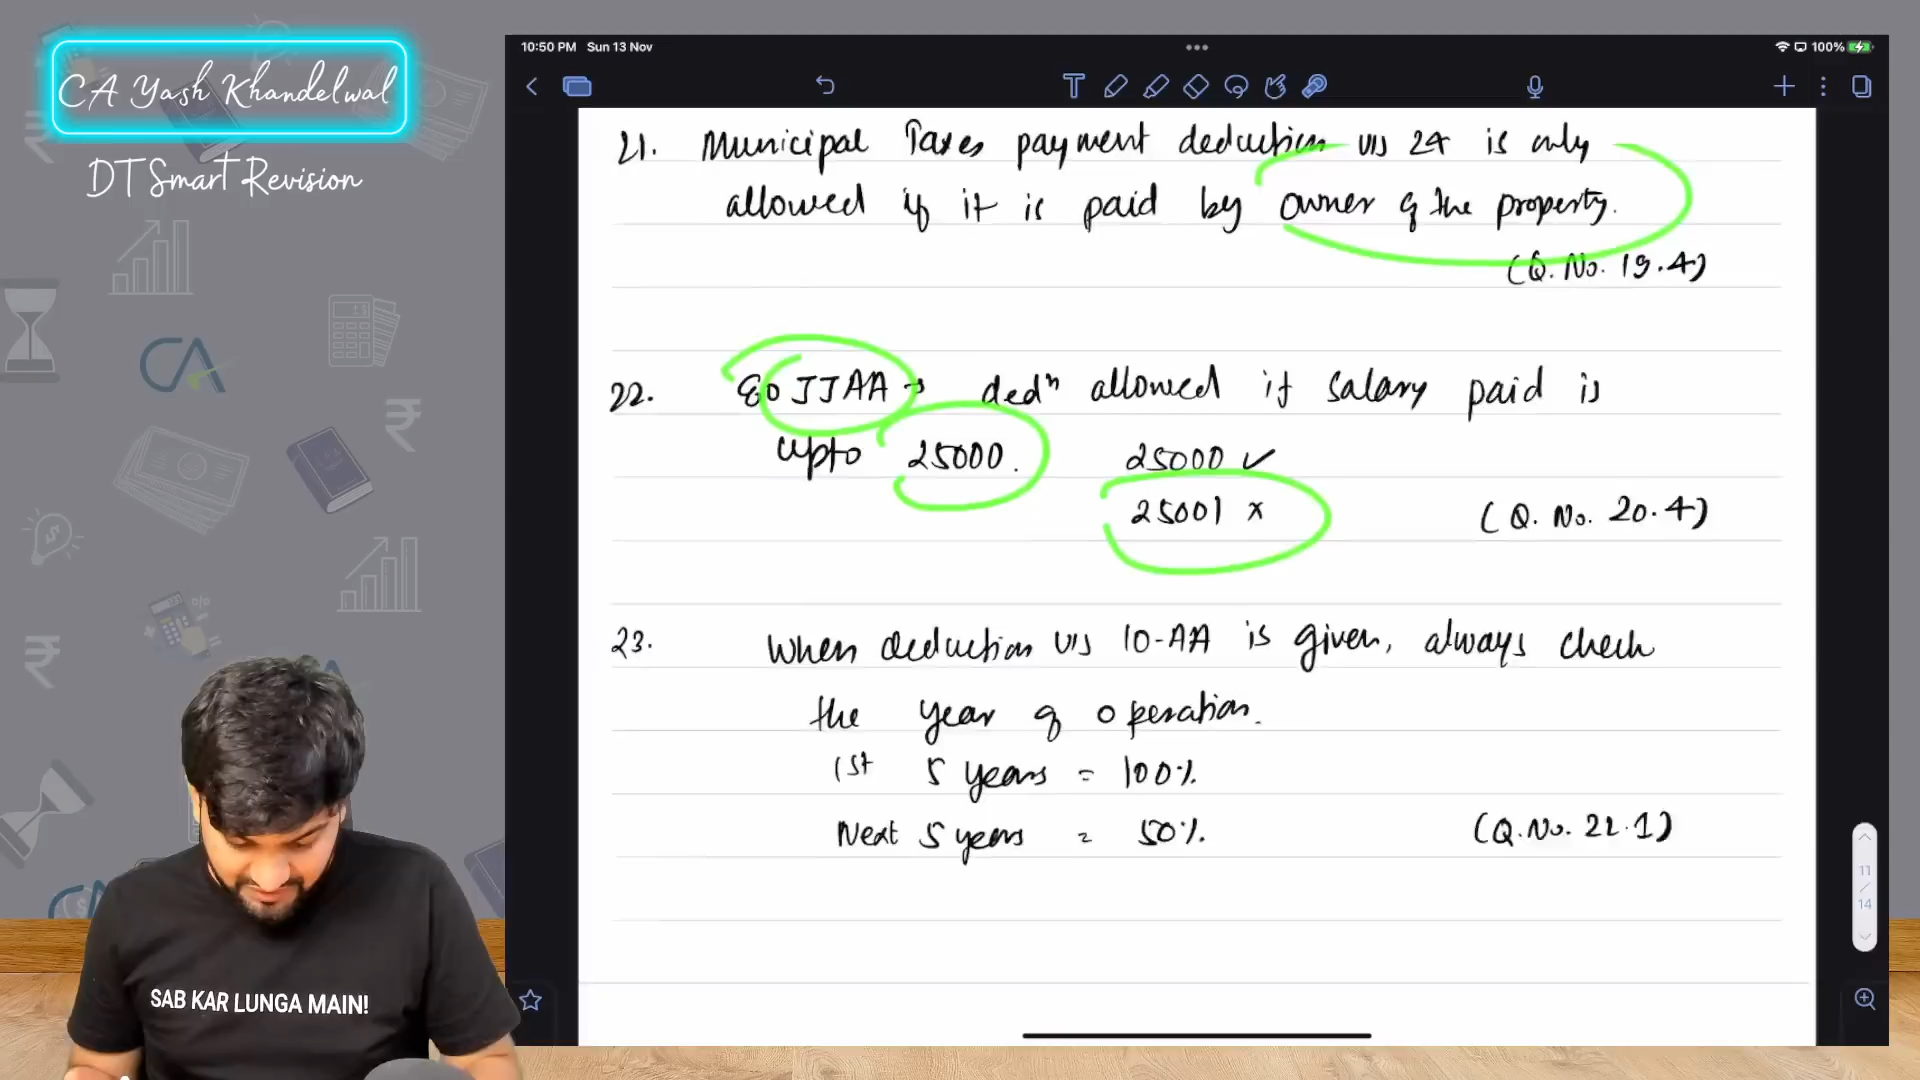 CA Yash Khandelwal
DT Smart Revision
10:50 PM Sun 13 Nov
100%
21. Municipal Taxes payment deduction u/s 24 is only
allowed if it is paid by owner of the property.
(Q. No. 19.4)
22. 80 JJAA → dedⁿ allowed if salary paid is
upto 25000. 25000 ✓
25001 x (Q. No. 20.4)
23. When deduction u/s 10-AA is given, always check
the year of operation.
1st 5 years = 100%
Next 5 years = 50% (Q. No. 22.1)
11
/
14
SAB KAR LUNGA MAIN!